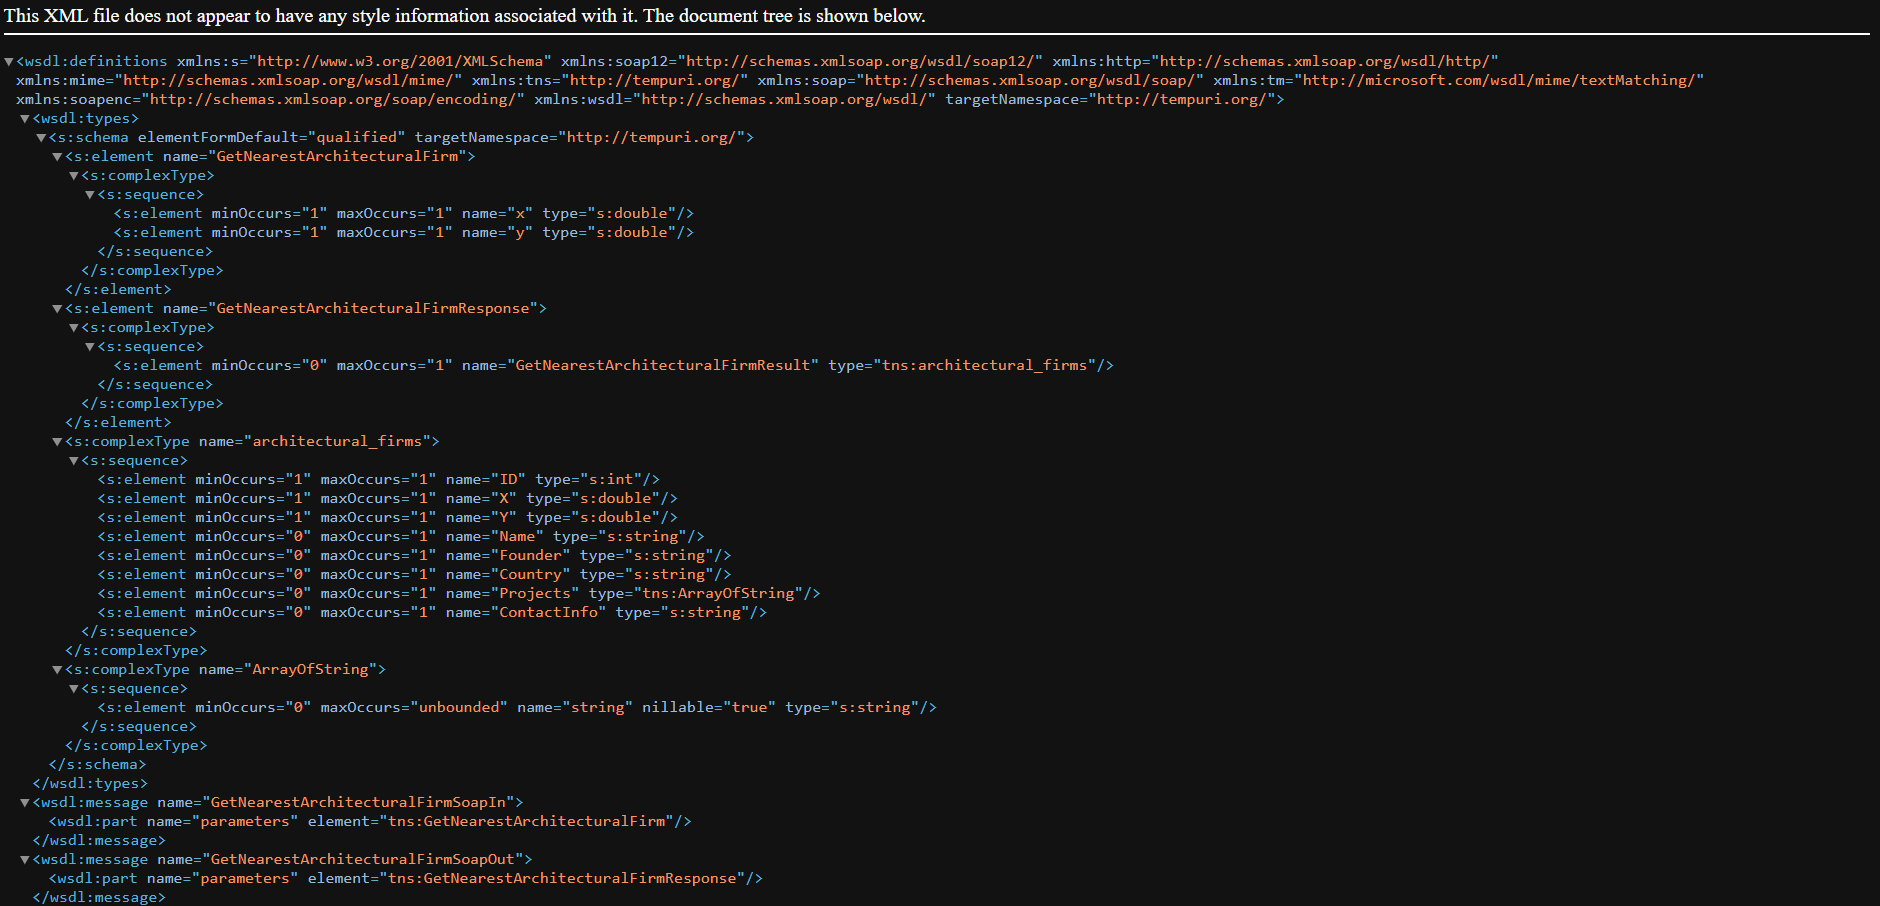 This XML file does not appear to have any style information associated with it. The document tree is shown below.
▼<wsdl:definitions xmlns:s="http://www.w3.org/2001/XMLSchema" xmlns:soap12="http://schemas.xmlsoap.org/wsdl/soap12/" xmlns:http="http://schemas.xmlsoap.org/wsdl/http/"
xmlns:mime="http://schemas.xmlsoap.org/wsdl/mime/" xmlns:tns="http://tempuri.org/" xmlns:soap="http://schemas.xmlsoap.org/wsdl/soap/" xmlns:tm="http://microsoft.com/wsdl/mime/textMatching/"
xmlns:soapenc="http://schemas.xmlsoap.org/soap/encoding/" xmlns:wsdl="http://schemas.xmlsoap.org/wsdl/" targetNamespace="http://tempuri.org/">
▼<wsdl:types>
▼<s:schema elementFormDefault="qualified" targetNamespace="http://tempuri.org/">
▼<s:element name="GetNearestArchitecturalFirm">
▼<s:complexType>
▼<s:sequence>
<s:element minOccurs="1" maxOccurs="1" name="x" type="s:double"/>
<s:element minOccurs="1" maxOccurs="1" name="y" type="s:double"/>
</s:sequence>
</s:complexType>
</s:element>
▼<s:element name="GetNearestArchitecturalFirmResponse">
▼<s:complexType>
▼<s:sequence>
<s:element minOccurs="0" maxOccurs="1" name="GetNearestArchitecturalFirmResult" type="tns:architectural_firms"/>
</s:sequence>
</s:complexType>
</s:element>
▼<s:complexType name="architectural_firms">
▼<s:sequence>
<s:element minOccurs="1" maxOccurs="1" name="ID" type="s:int"/>
<s:element minOccurs="1" maxOccurs="1" name="X" type="s:double"/>
<s:element minOccurs="1" maxOccurs="1" name="Y" type="s:double"/>
<s:element minOccurs="0" maxOccurs="1" name="Name" type="s:string"/>
<s:element minOccurs="0" maxOccurs="1" name="Founder" type="s:string"/>
<s:element minOccurs="0" maxOccurs="1" name="Country" type="s:string"/>
<s:element minOccurs="0" maxOccurs="1" name="Projects" type="tns:ArrayOfString"/>
<s:element minOccurs="0" maxOccurs="1" name="ContactInfo" type="s:string"/>
</s:sequence>
</s:complexType>
▼<s:complexType name="ArrayOfString">
▼<s:sequence>
<s:element minOccurs="0" maxOccurs="unbounded" name="string" nillable="true" type="s:string"/>
</s:sequence>
</s:complexType>
</s:schema>
</wsdl:types>
▼<wsdl:message name="GetNearestArchitecturalFirmSoapIn">
<wsdl:part name="parameters" element="tns:GetNearestArchitecturalFirm"/>
</wsdl:message>
▼<wsdl:message name="GetNearestArchitecturalFirmSoapOut">
<wsdl:part name="parameters" element="tns:GetNearestArchitecturalFirmResponse"/>
</wsdl:message>